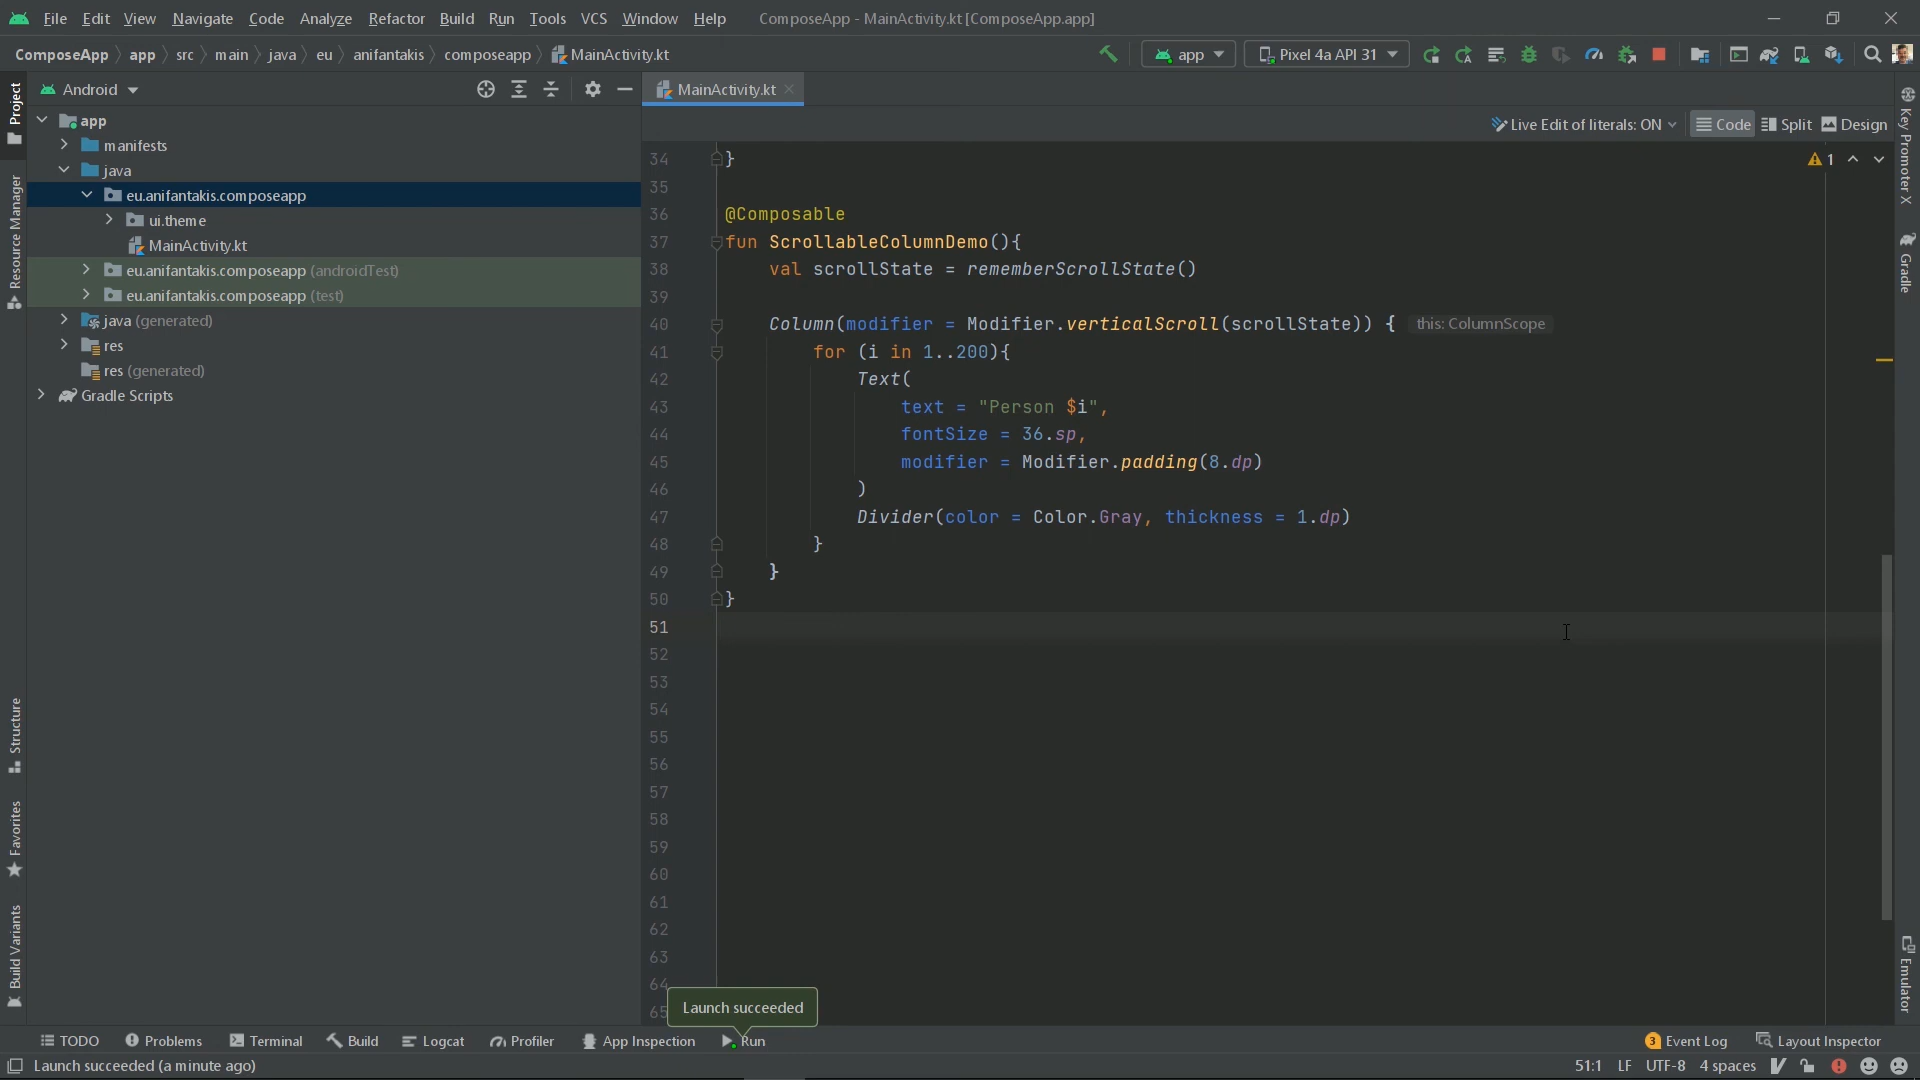 File Edit View Navigate Code Analyze Refactor Build Run Tools VCS Window Help ComposeApp - MainActivity.kt [ComposeApp.app]
ComposeApp app src main java eu anifantakis composeapp MainActivity.kt app Pixel 4a API 31
Project
Android
MainActivity.kt
Live Edit of literals: ON Code Split Design
Key Promoter X
Gradle
Emulator
Resource Manager
Structure
Favorites
Build Variants
app
manifests
java
eu.anifantakis.composeapp
ui.theme
MainActivity.kt
eu.anifantakis.composeapp (androidTest)
eu.anifantakis.composeapp (test)
java (generated)
res
res (generated)
Gradle Scripts
1
34 }
35
36 @Composable
37 fun ScrollableColumnDemo(){
38 val scrollState = rememberScrollState()
39
40 Column(modifier = Modifier.verticalScroll(scrollState)) { this: ColumnScope
41 for (i in 1..200){
42 Text(
43 text = "Person $i",
44 fontSize = 36.sp,
45 modifier = Modifier.padding(8.dp)
46 )
47 Divider(color = Color.Gray, thickness = 1.dp)
48 }
49 }
50 }
51
52
53
54
55
56
57
58
59
60
61
62
63
64
65
Launch succeeded
TODO Problems Terminal Build Logcat Profiler App Inspection Run 3 Event Log Layout Inspector
Launch succeeded (a minute ago) 51:1 LF UTF-8 4 spaces